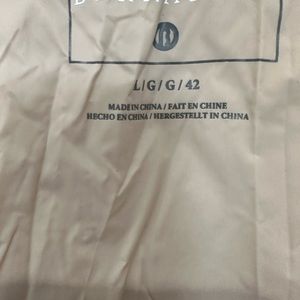 L/G/G/42
MADE IN CHINA / FAIT EN CHINE
HECHO EN CHINA / HERGESTELLT IN CHINA